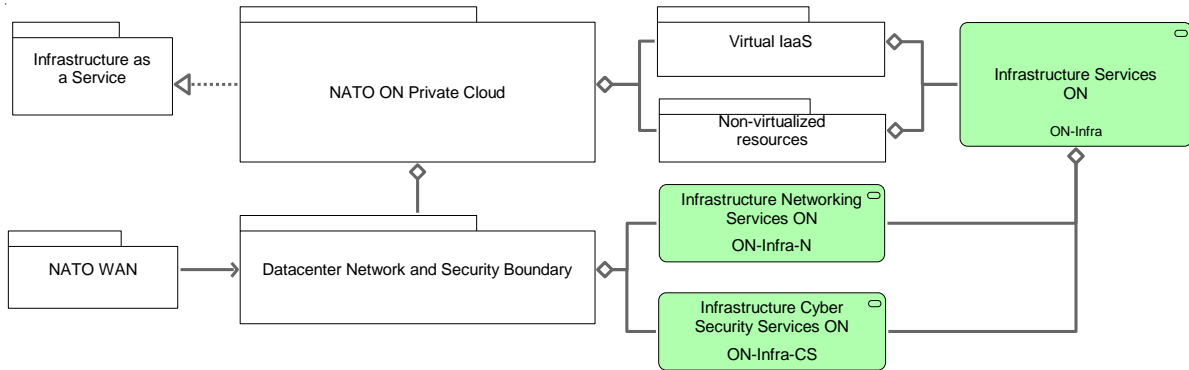 Infrastructure as
a Service
NATO ON Private Cloud
Virtual IaaS
Non-virtualized
resources
Infrastructure Services
ON
ON-Infra
NATO WAN
Datacenter Network and Security Boundary
Infrastructure Networking
Services ON
ON-Infra-N
Infrastructure Cyber
Security Services ON
ON-Infra-CS